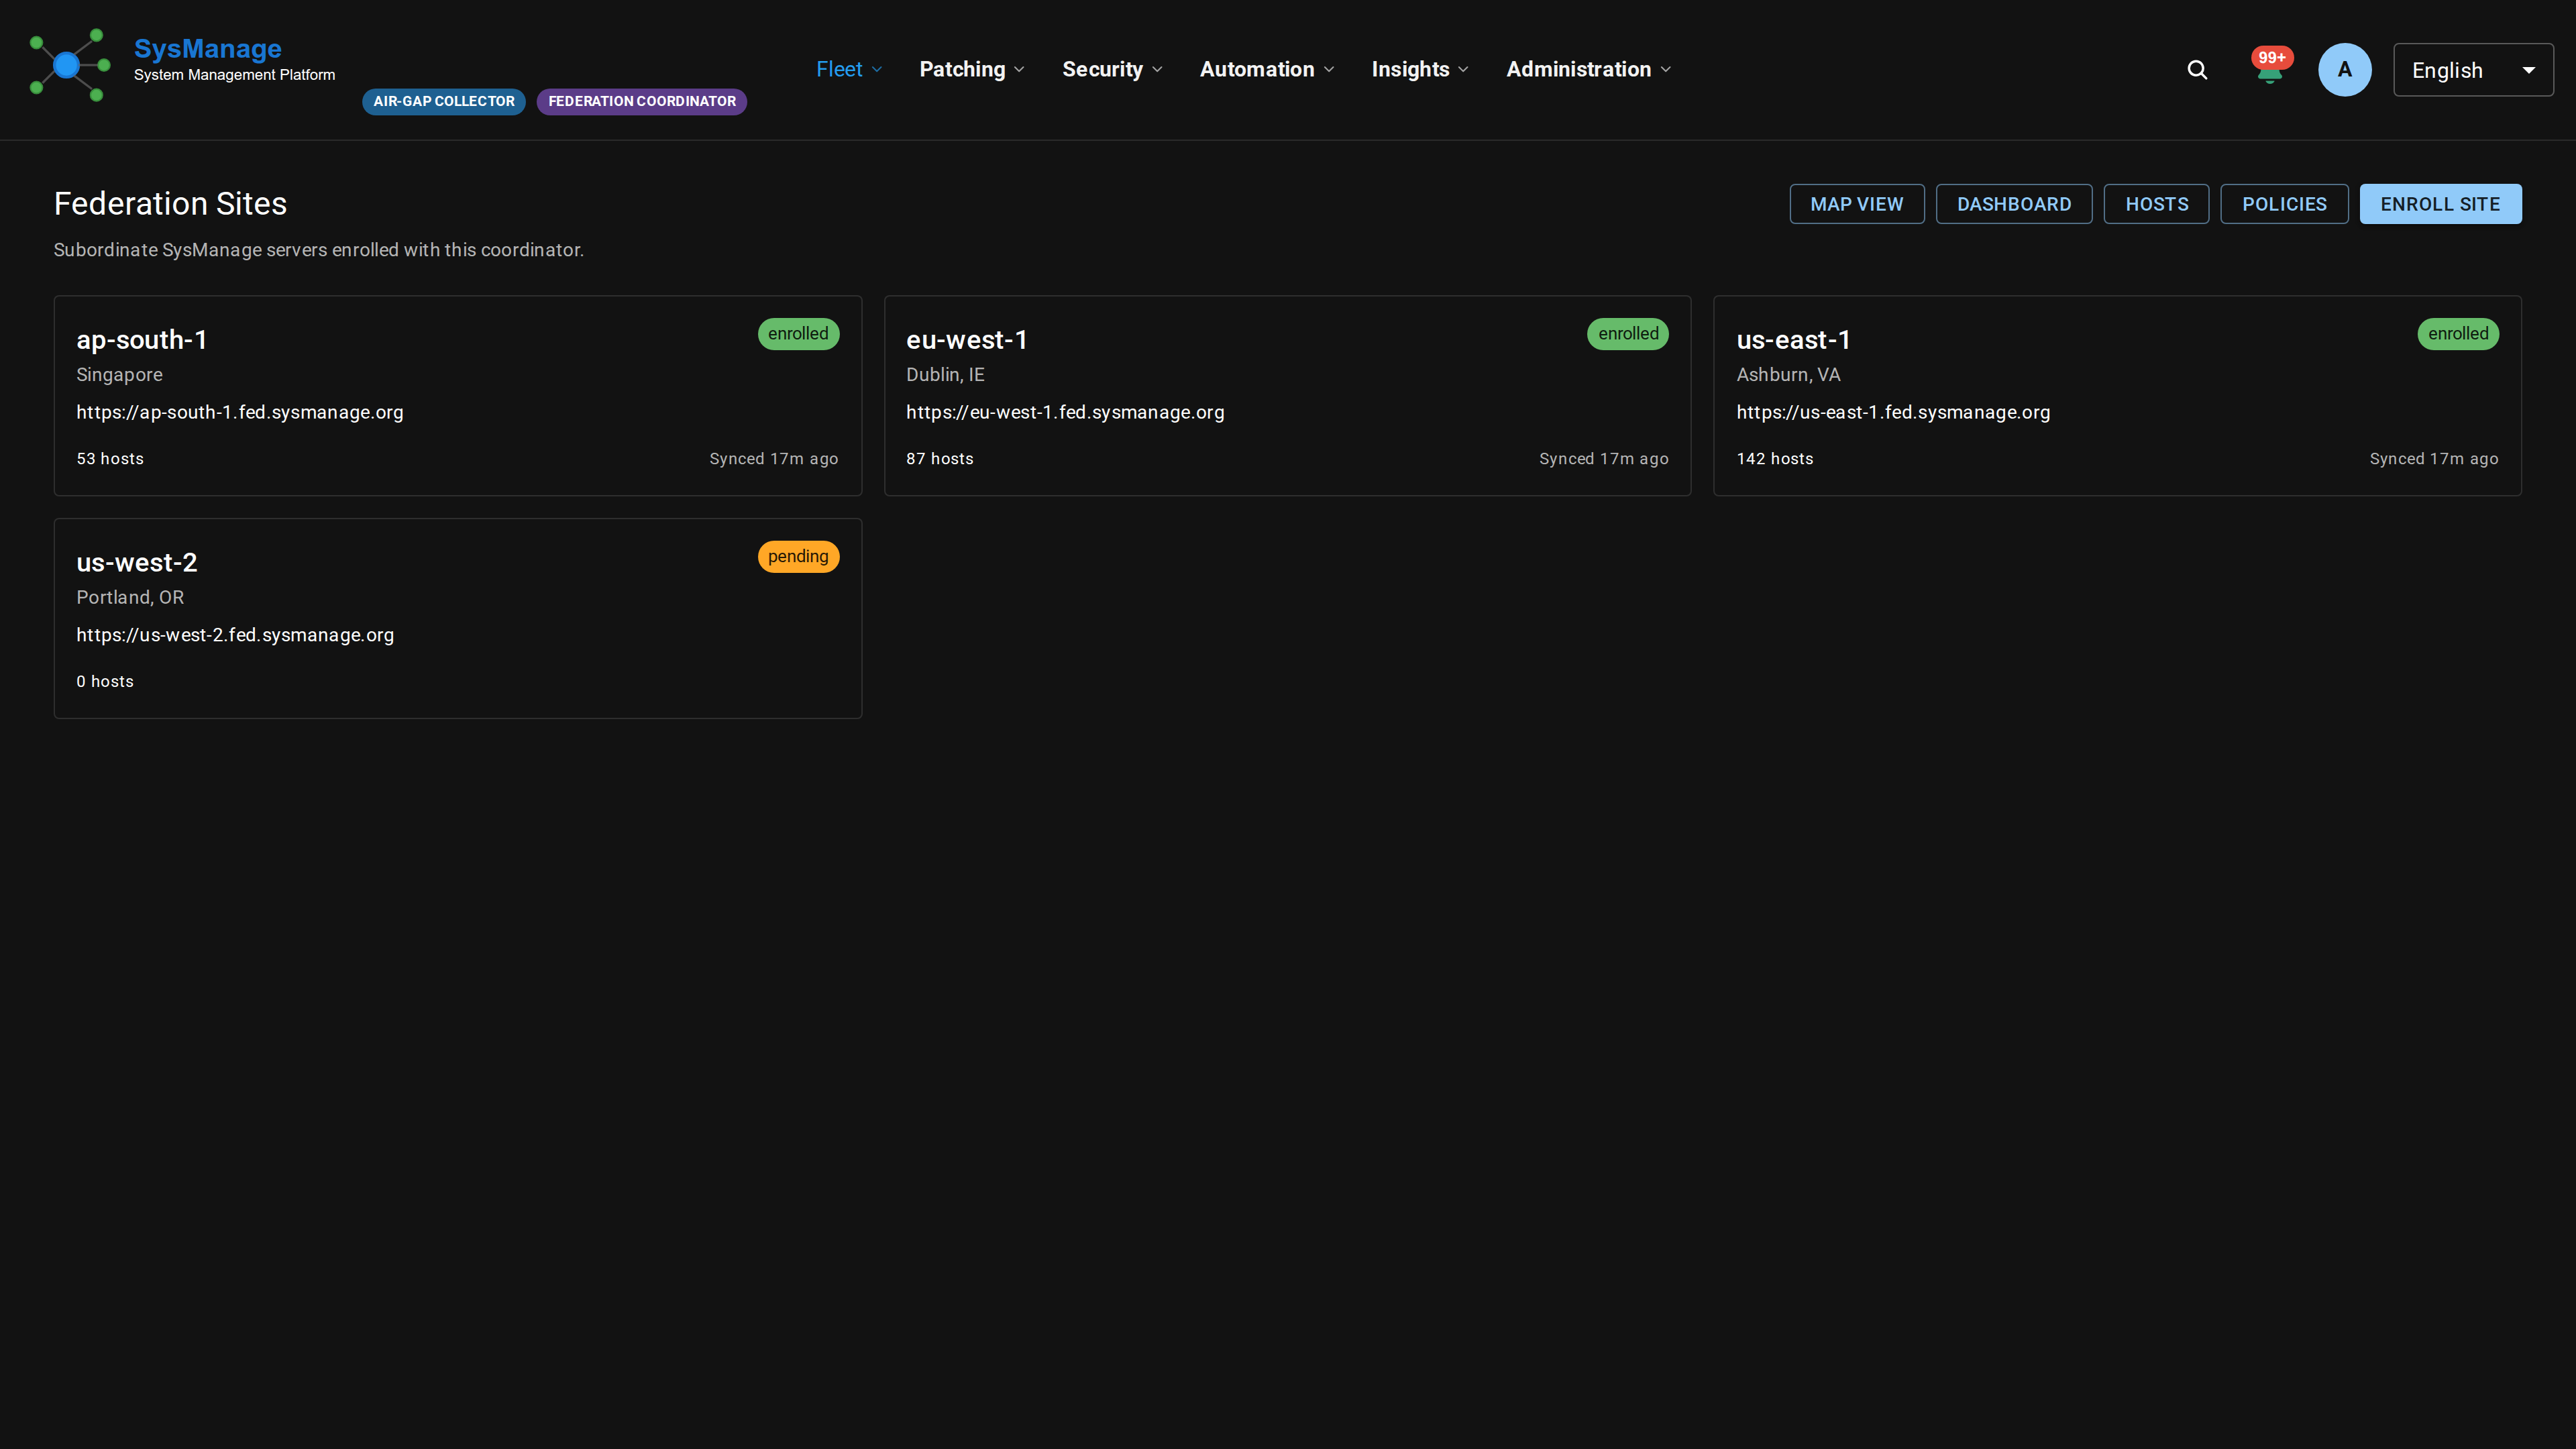 SysManage
System Management Platform
AIR-GAP COLLECTOR
FEDERATION COORDINATOR
Fleet
Patching
Security
Automation
Insights
Administration
99+
A
English
Federation Sites
MAP VIEW
DASHBOARD
HOSTS
POLICIES
ENROLL SITE
Subordinate SysManage servers enrolled with this coordinator.
ap-south-1
enrolled
Singapore
https://ap-south-1.fed.sysmanage.org
53 hosts
Synced 17m ago
eu-west-1
enrolled
Dublin, IE
https://eu-west-1.fed.sysmanage.org
87 hosts
Synced 17m ago
us-east-1
enrolled
Ashburn, VA
https://us-east-1.fed.sysmanage.org
142 hosts
Synced 17m ago
us-west-2
pending
Portland, OR
https://us-west-2.fed.sysmanage.org
0 hosts